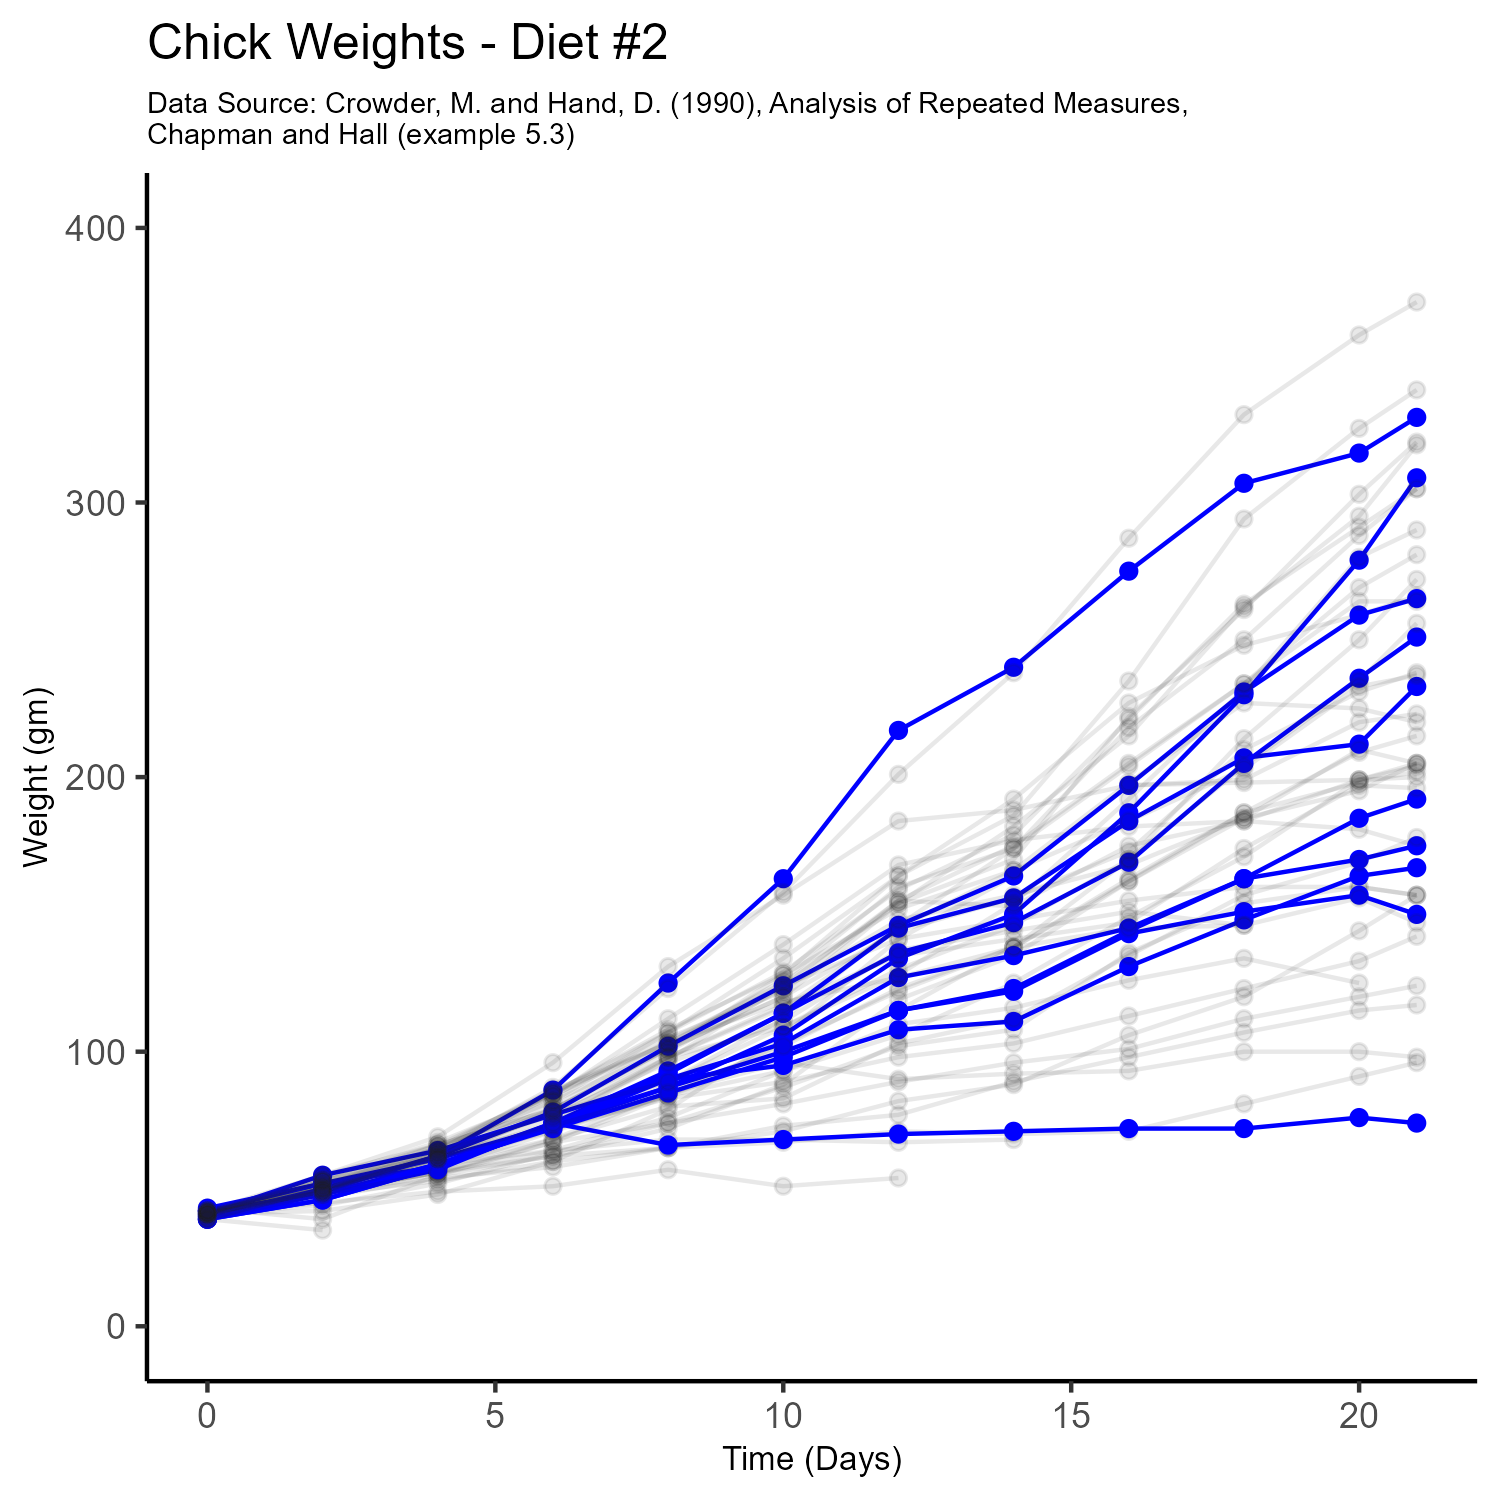 Chick Weights - Diet #2
Data Source: Crowder, M. and Hand, D. (1990), Analysis of Repeated Measures,
Chapman and Hall (example 5.3)
400
300
200
100
0
Weight (gm)
0 5 10 15 20
Time (Days)